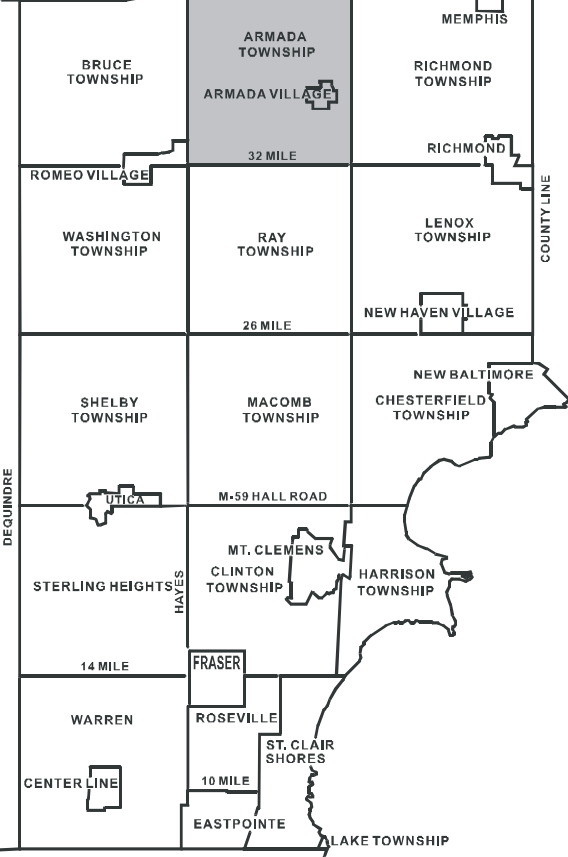 MEMPHIS
ARMADA
TOWNSHIP
BRUCE
TOWNSHIP
RICHMOND
TOWNSHIP
ARMADA VILLAGE
RICHMOND
32 MILE
ROMEO VILLAGE
COUNTY LINE
WASHINGTON
TOWNSHIP
RAY
TOWNSHIP
LENOX
TOWNSHIP
NEW HAVEN VILLAGE
26 MILE
NEW BALTIMORE
SHELBY
TOWNSHIP
MACOMB
TOWNSHIP
CHESTERFIELD
TOWNSHIP
DEQUINDRE
UTICA
M-59 HALL ROAD
MT. CLEMENS
STERLING HEIGHTS
HAYES
CLINTON
TOWNSHIP
HARRISON
TOWNSHIP
14 MILE
FRASER
WARREN
ROSEVILLE
ST. CLAIR
SHORES
CENTER LINE
10 MILE
EASTPOINTE
LAKE TOWNSHIP